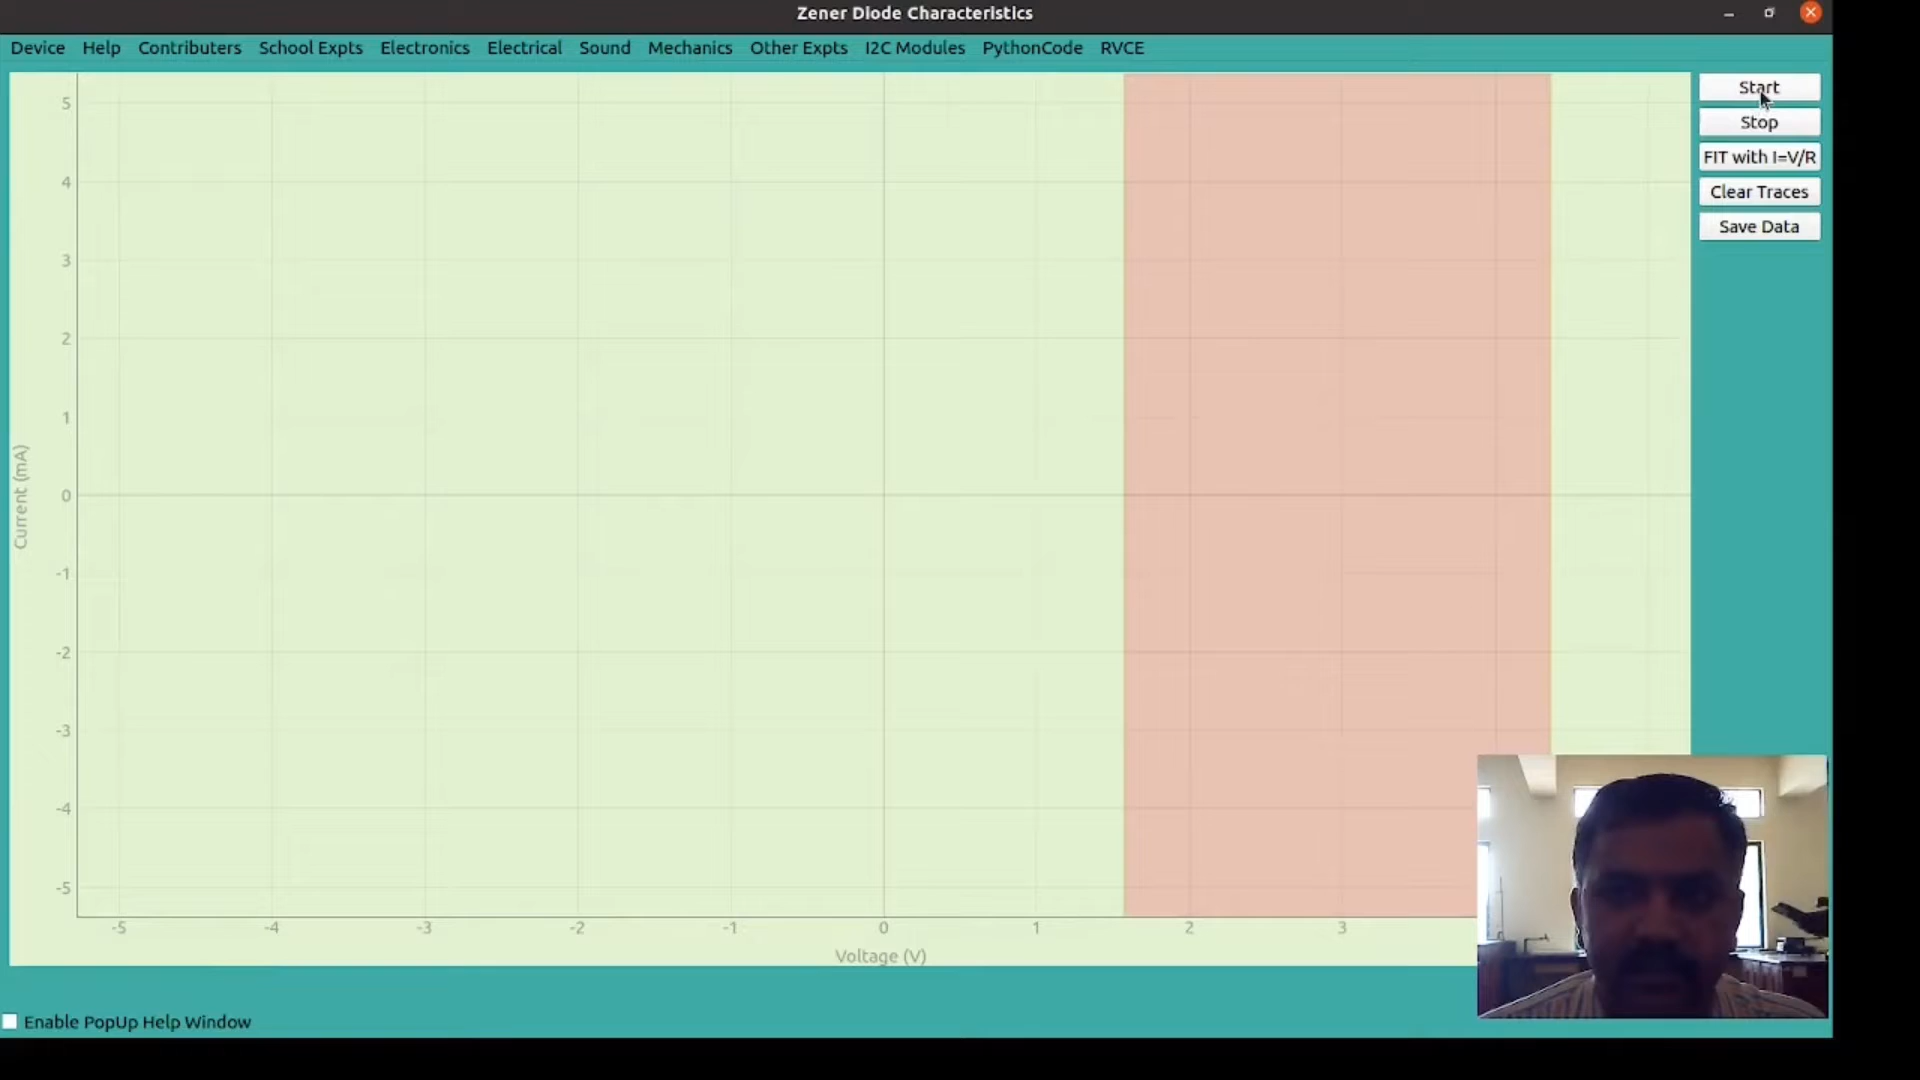 Zener Diode Characteristics
Device Help Contributers School Expts Electronics Electrical Sound Mechanics Other Expts I2C Modules PythonCode RVCE
Start
Stop
FIT with I=V/R
Clear Traces
Save Data
5
4
3
2
1
0
-1
-2
-3
-4
-5
Current (mA)
-5 -4 -3 -2 -1 0 1 2 3
Voltage (V)
Enable PopUp Help Window